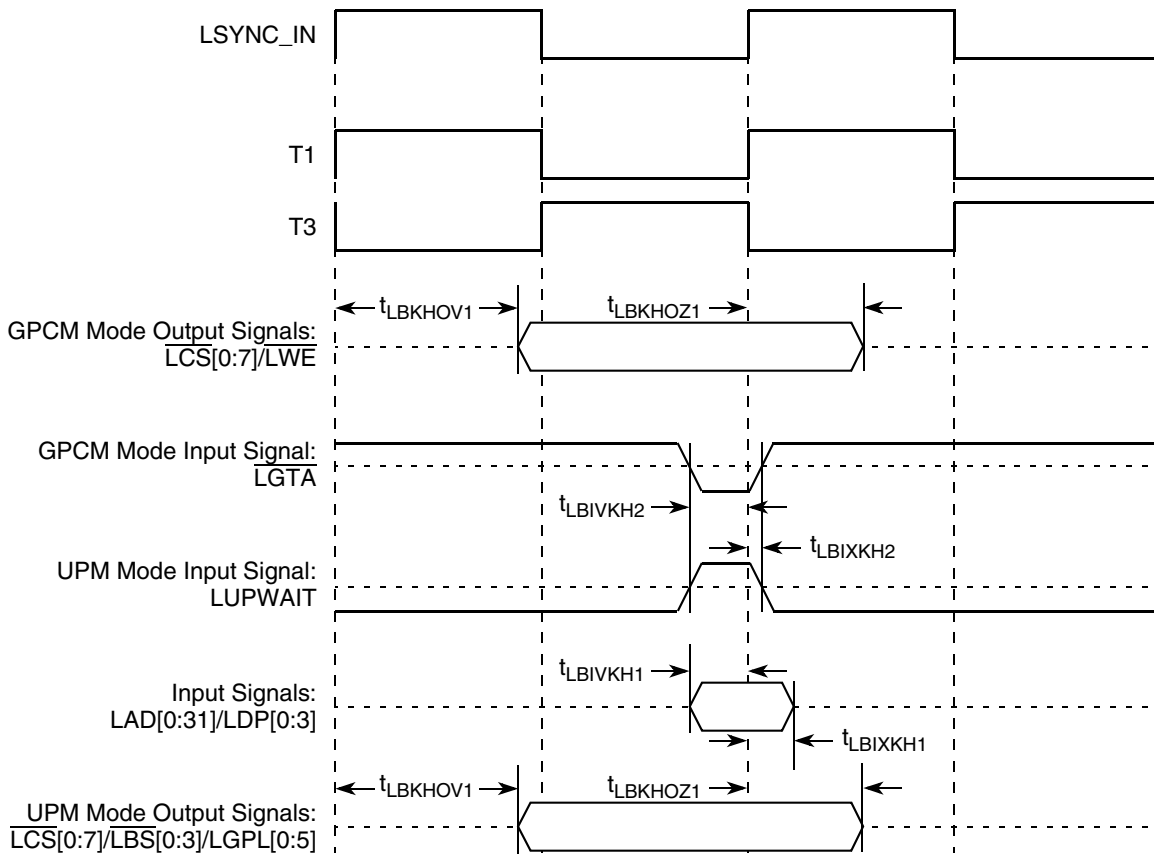 LSYNC_IN
T1
T3
tLBKHOV1
tLBKHOZ1
GPCM Mode Output Signals:
LCS[0:7]/LWE
GPCM Mode Input Signal:
LGTA
tLBIVKH2
tLBIXKH2
UPM Mode Input Signal:
LUPWAIT
tLBIVKH1
Input Signals:
LAD[0:31]/LDP[0:3]
tLBIXKH1
tLBKHOV1
tLBKHOZ1
UPM Mode Output Signals:
LCS[0:7]/LBS[0:3]/LGPL[0:5]